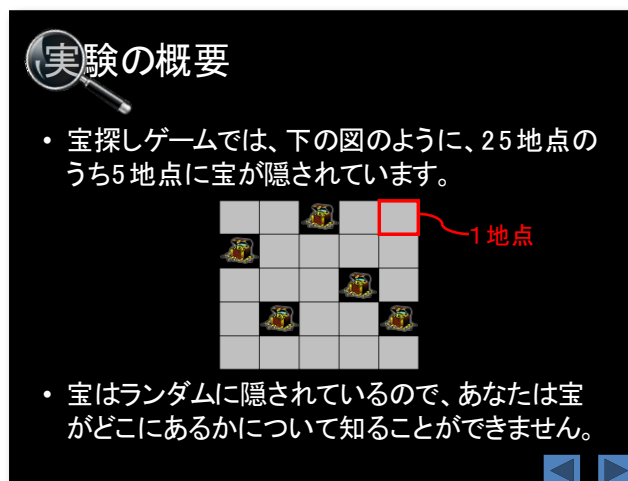 実験の概要
• 宝探しゲームでは、下の図のように、25地点の
うち5地点に宝が隠されています。
1地点
• 宝はランダムに隠されているので、あなたは宝
がどこにあるかについて知ることができません。